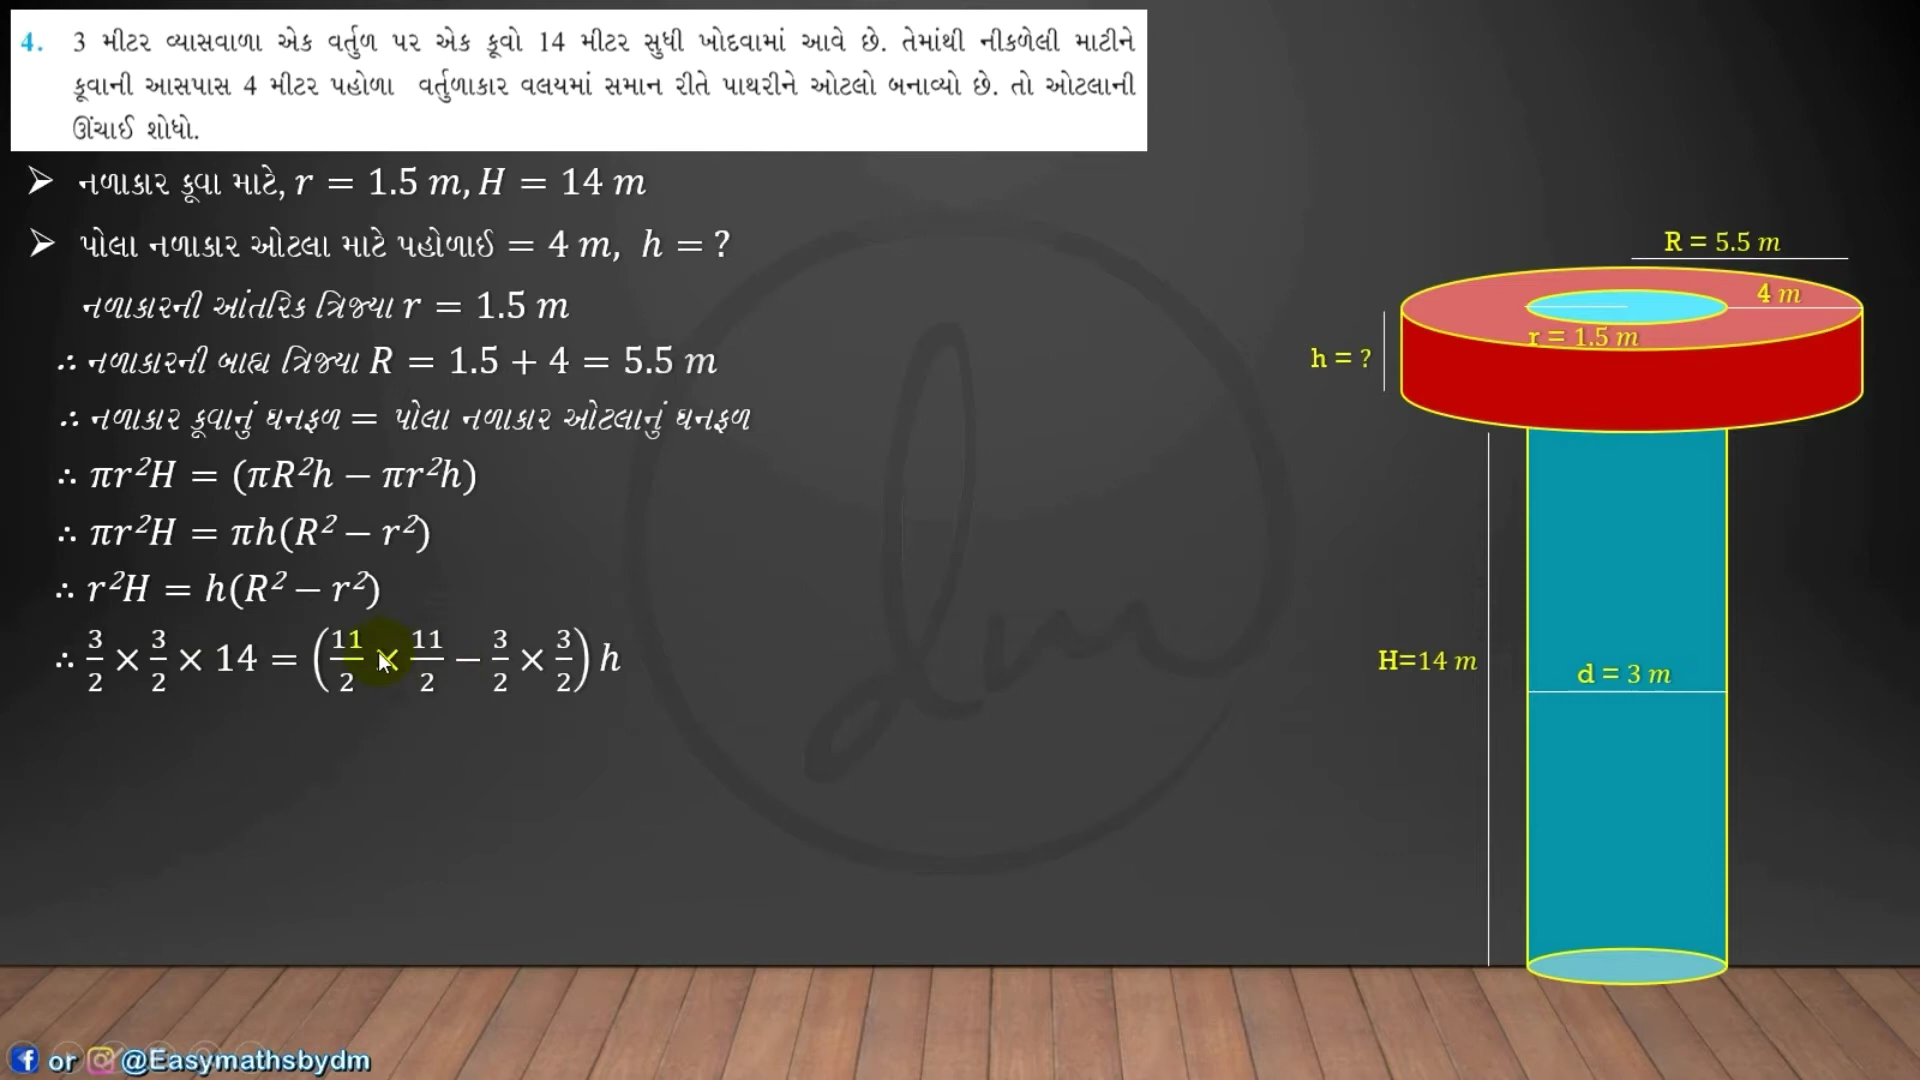 4. 3 મીટર વ્યાસવાળા એક વર્તુળ પર એક કૂવો 14 મીટર સુધી ખોદવામાં આવે છે. તેમાંથી નીકળેલી માટીને
કૂવાની આસપાસ 4 મીટર પહોળા વર્તુળાકાર વલયમાં સમાન રીતે પાથરીને ઓટલો બનાવ્યો છે. તો ઓટલાની
ઊંચાઈ શોધો.
➢ નળાકાર કૂવા માટે, r = 1.5 m, H = 14 m
➢ પોલા નળાકાર ઓટલા માટે પહોળાઈ = 4 m, h = ?
નળાકારની આંતરિક ત્રિજ્યા r = 1.5 m
∴ નળાકારની બાહ્ય ત્રિજ્યા R = 1.5 + 4 = 5.5 m
∴ નળાકાર કૂવાનું ઘનફળ = પોલા નળાકાર ઓટલાનું ઘનફળ
∴ πr²H = (πR²h − πr²h)
∴ πr²H = πh(R² − r²)
∴ r²H = h(R² − r²)
∴ 3/2 × 3/2 × 14 = (11/2 × 11/2 − 3/2 × 3/2) h
R = 5.5 m
4 m
r = 1.5 m
h = ?
H=14 m
d = 3 m
dm
or @Easymathsbydm